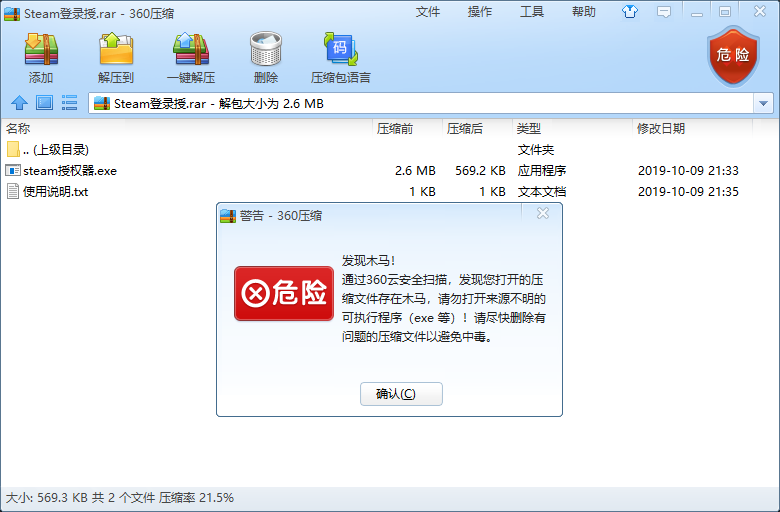 Steam登录授.rar - 360压缩
文件 操作 工具 帮助
添加 解压到 一键解压 删除 码 压缩包语言 危险
Steam登录授.rar - 解包大小为 2.6 MB
名称 压缩前 压缩后 类型 修改日期
.. (上级目录) 文件夹
steam授权器.exe 2.6 MB 569.2 KB 应用程序 2019-10-09 21:33
使用说明.txt 1 KB 1 KB 文本文档 2019-10-09 21:35
警告 - 360压缩
危险
发现木马！
通过360云安全扫描，发现您打开的压
缩文件存在木马，请勿打开来源不明的
可执行程序（exe 等）！请尽快删除有
问题的压缩文件以避免中毒。
确认(C)
大小: 569.3 KB 共 2 个文件 压缩率 21.5%